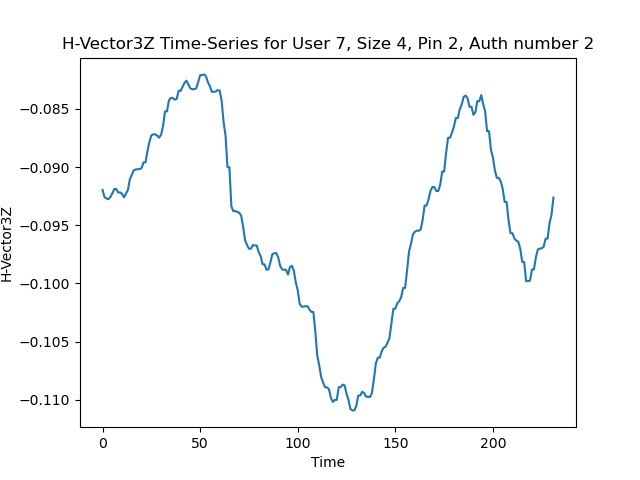 H-Vector3Z Time-Series for User 7, Size 4, Pin 2, Auth number 2
H-Vector3Z
−0.085
−0.090
−0.095
−0.100
−0.105
−0.110
0 50 100 150 200
Time